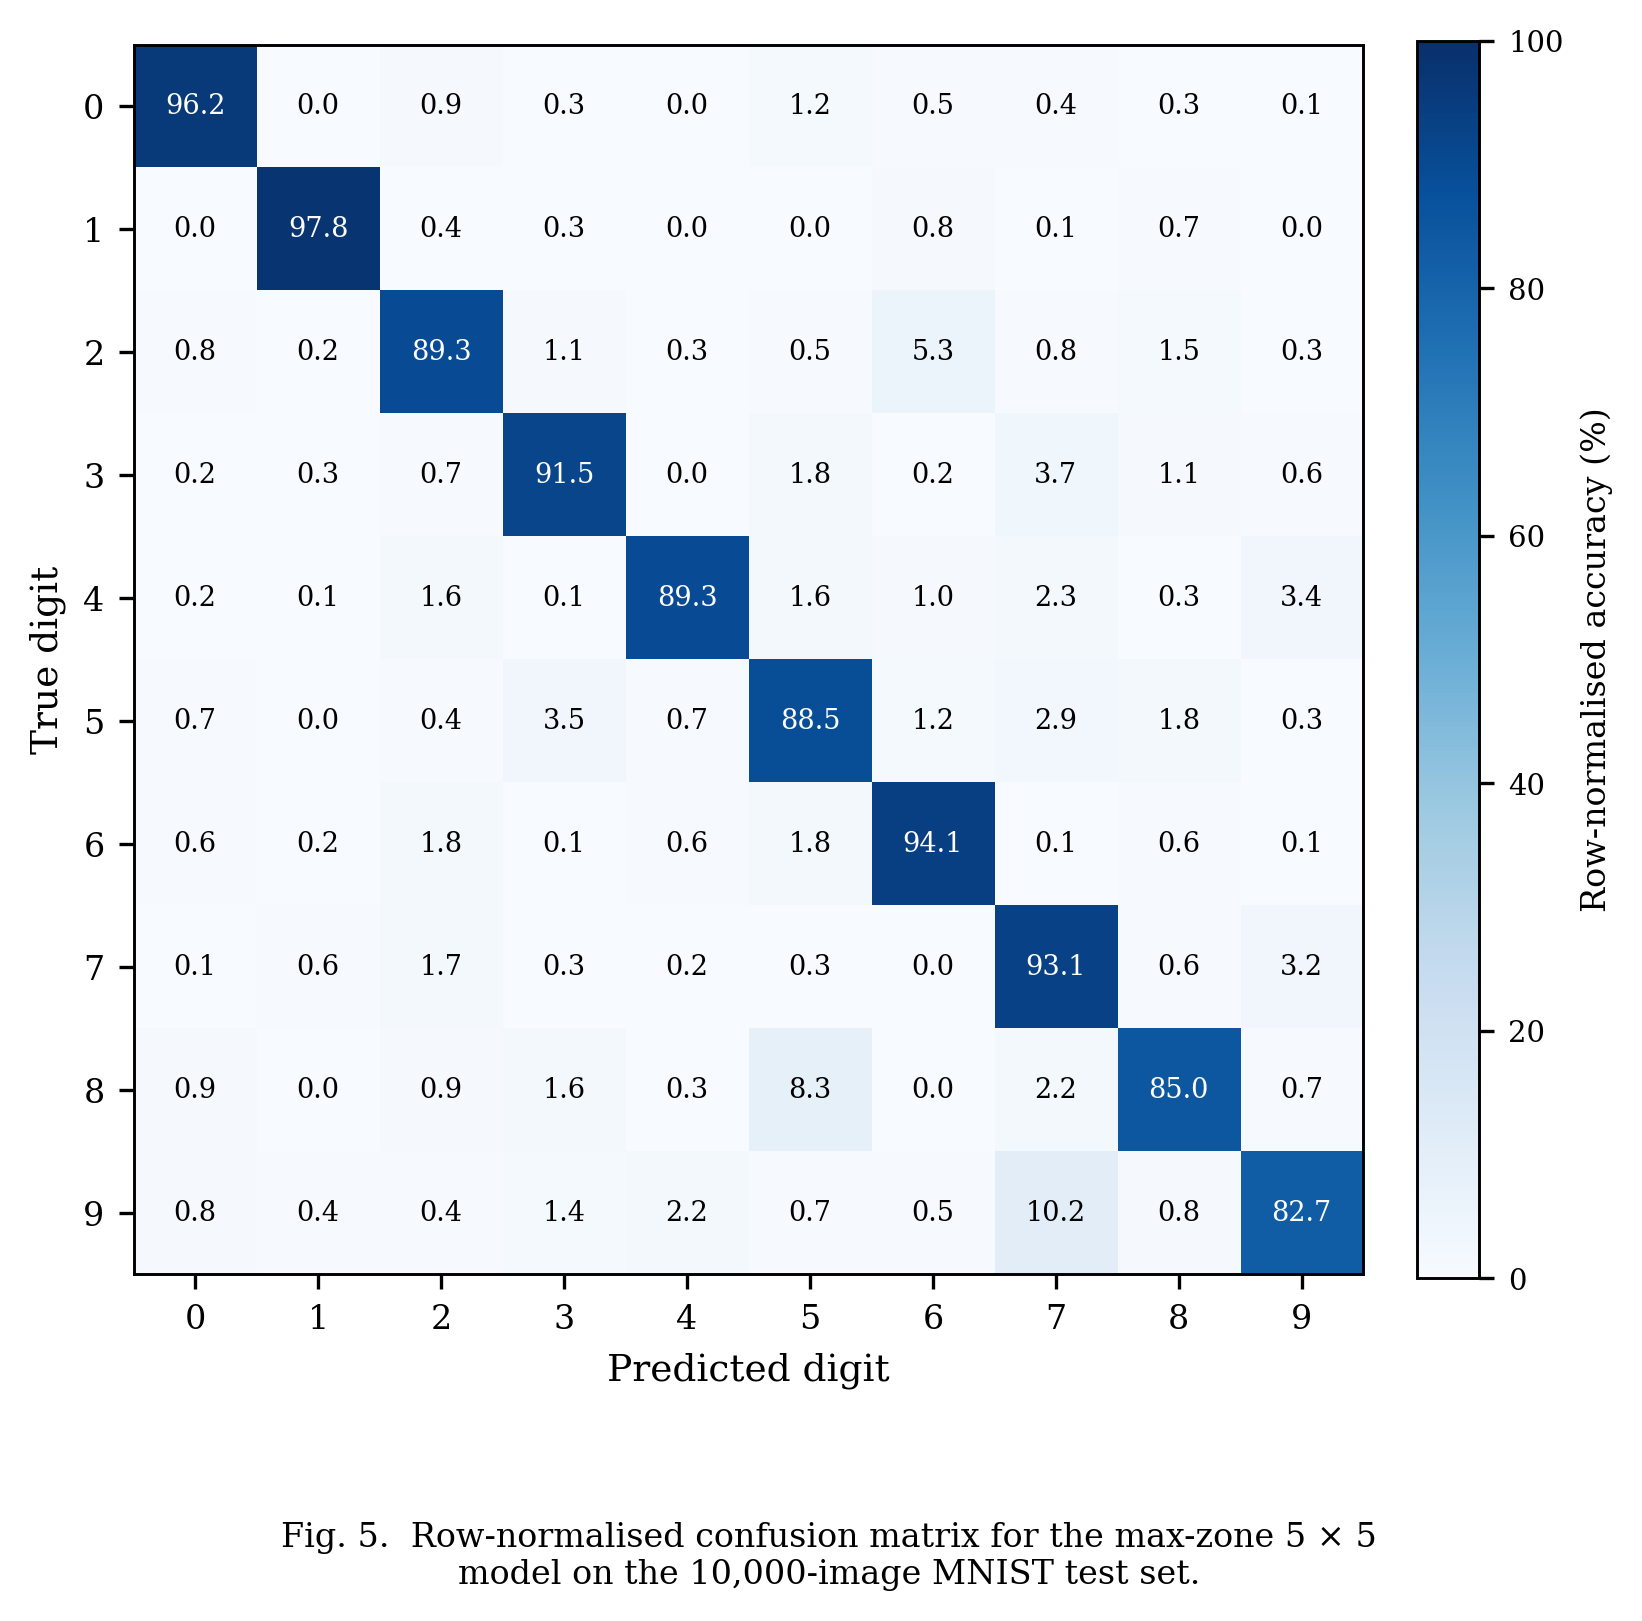 100
0 96.2 0.0 0.9 0.3 0.0 1.2 0.5 0.4 0.3 0.1
1 0.0 97.8 0.4 0.3 0.0 0.0 0.8 0.1 0.7 0.0
80
2 0.8 0.2 89.3 1.1 0.3 0.5 5.3 0.8 1.5 0.3
3 0.2 0.3 0.7 91.5 0.0 1.8 0.2 3.7 1.1 0.6
60
4 0.2 0.1 1.6 0.1 89.3 1.6 1.0 2.3 0.3 3.4
True digit
Row-normalised accuracy (%)
5 0.7 0.0 0.4 3.5 0.7 88.5 1.2 2.9 1.8 0.3
40
6 0.6 0.2 1.8 0.1 0.6 1.8 94.1 0.1 0.6 0.1
7 0.1 0.6 1.7 0.3 0.2 0.3 0.0 93.1 0.6 3.2
20
8 0.9 0.0 0.9 1.6 0.3 8.3 0.0 2.2 85.0 0.7
9 0.8 0.4 0.4 1.4 2.2 0.7 0.5 10.2 0.8 82.7
0
0 1 2 3 4 5 6 7 8 9
Predicted digit
Fig. 5. Row-normalised confusion matrix for the max-zone 5 × 5
model on the 10,000-image MNIST test set.